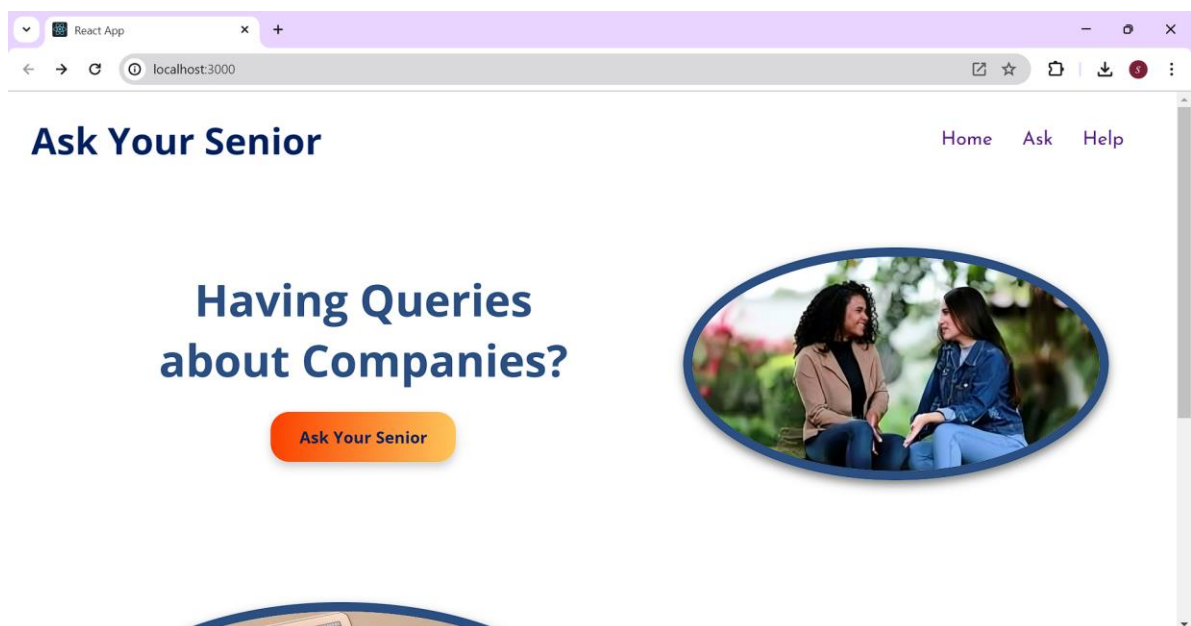 React App
localhost:3000
S
Ask Your Senior
Home Ask Help
Having Queries
about Companies?
Ask Your Senior